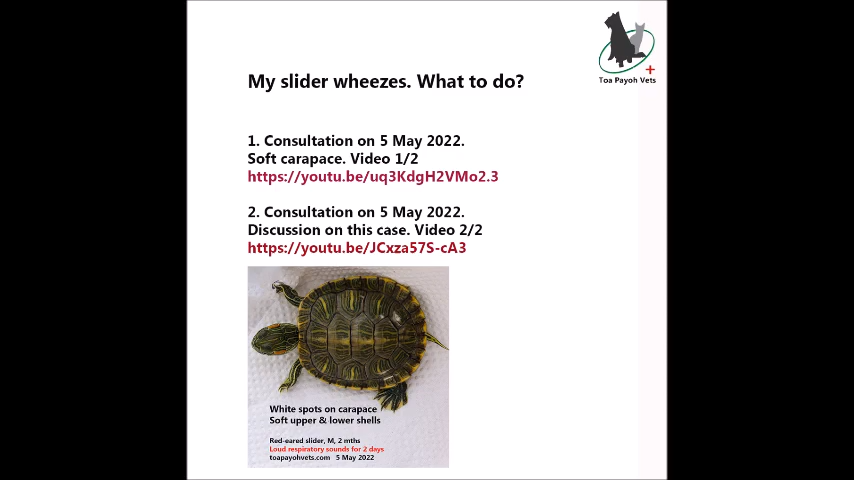 Toa Payoh Vets
My slider wheezes. What to do?
1. Consultation on 5 May 2022.
Soft carapace. Video 1/2
https://youtu.be/uq3KdgH2VMo2.3
2. Consultation on 5 May 2022.
Discussion on this case. Video 2/2
https://youtu.be/JCxza57S-cA3
White spots on carapace
Soft upper & lower shells
Red-eared slider, M, 2 mths
Loud respiratory sounds for 2 days
toapayohvets.com 5 May 2022